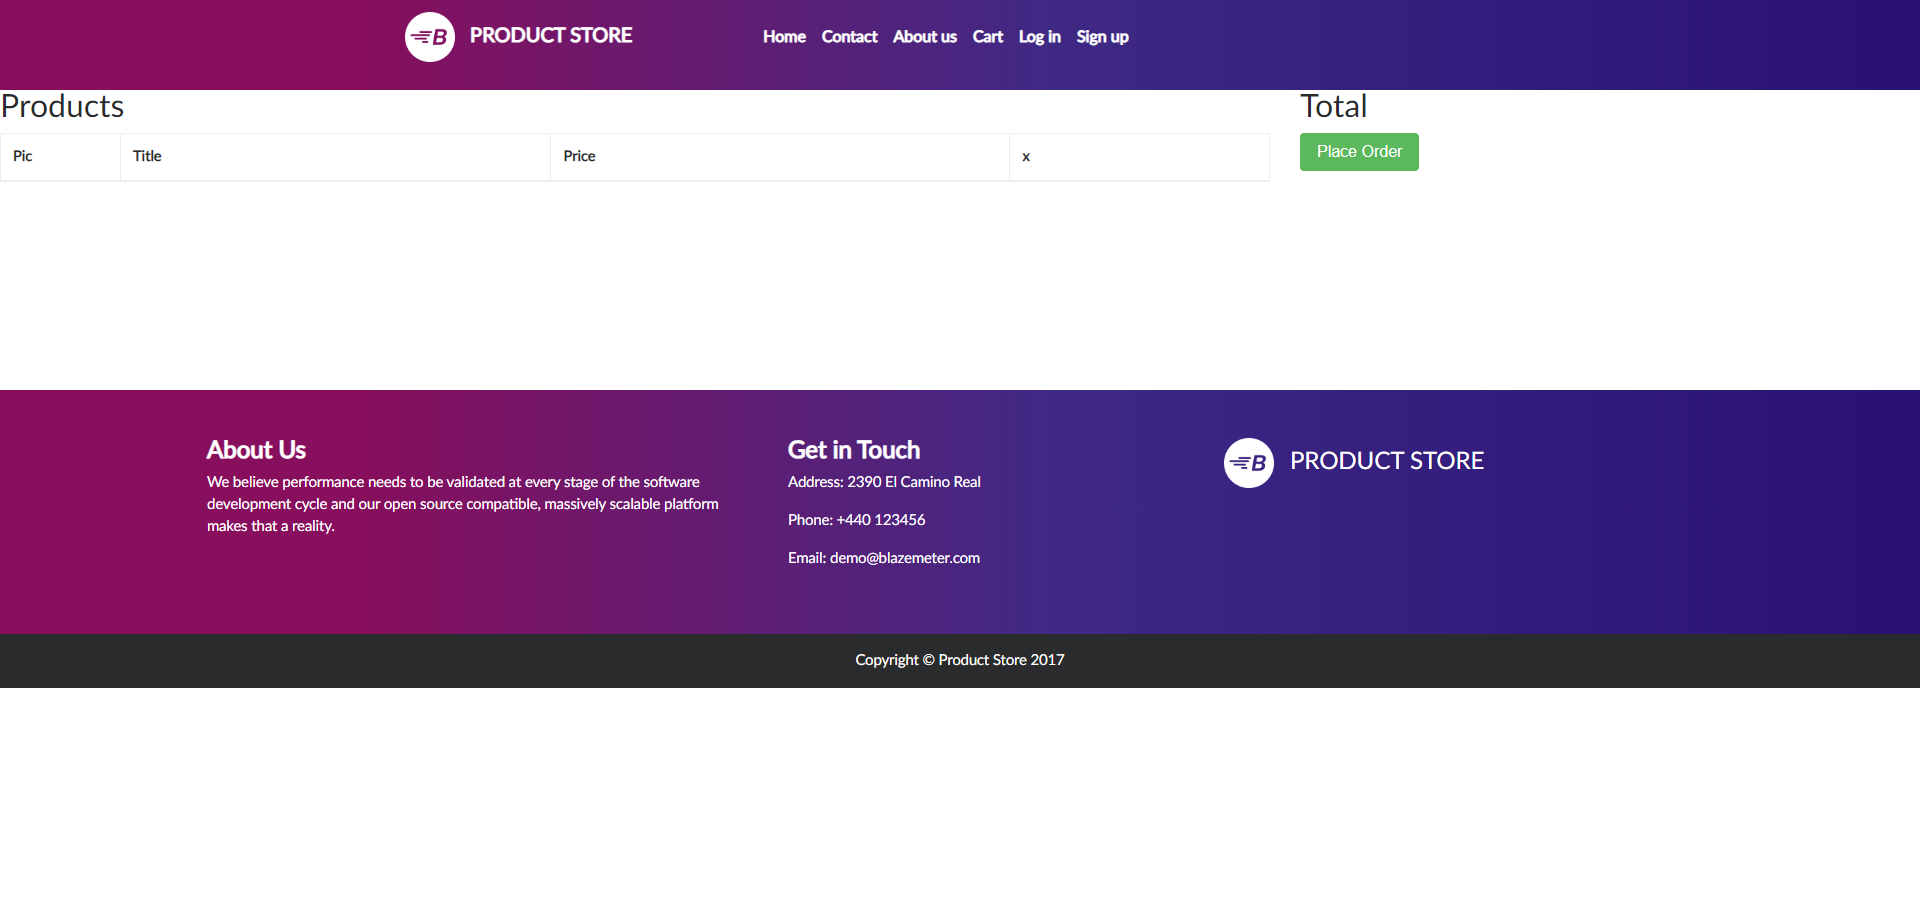 B PRODUCT STORE
Home Contact About us Cart Log in Sign up
Products
Total
Pic Title Price x
Place Order
About Us
We believe performance needs to be validated at every stage of the software
development cycle and our open source compatible, massively scalable platform
makes that a reality.
Get in Touch
Address: 2390 El Camino Real
Phone: +440 123456
Email: demo@blazemeter.com
B PRODUCT STORE
Copyright © Product Store 2017